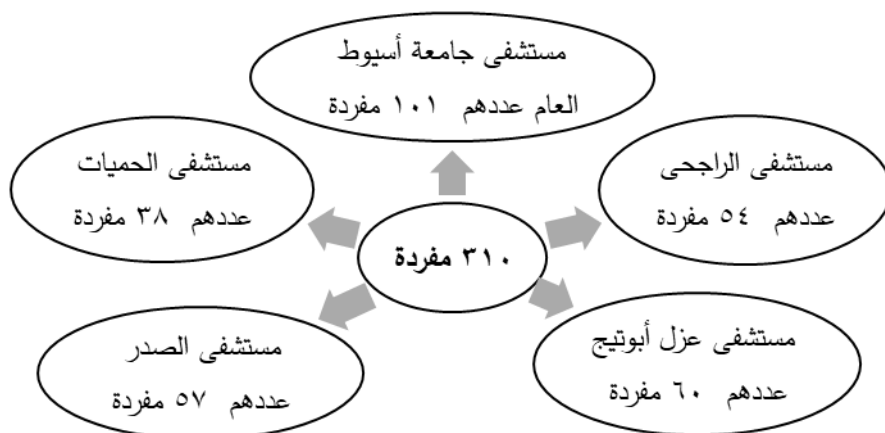 مستشفى جامعة أسيوط
العام عددهم ١٠١ مفردة
مستشفى الراجحى
عددهم ٥٤ مفردة
مستشفى الحميات
عددهم ٣٨ مفردة
٣١٠ مفردة
مستشفى عزل أبوتيج
عددهم ٦٠ مفردة
مستشفى الصدر
عددهم ٥٧ مفردة